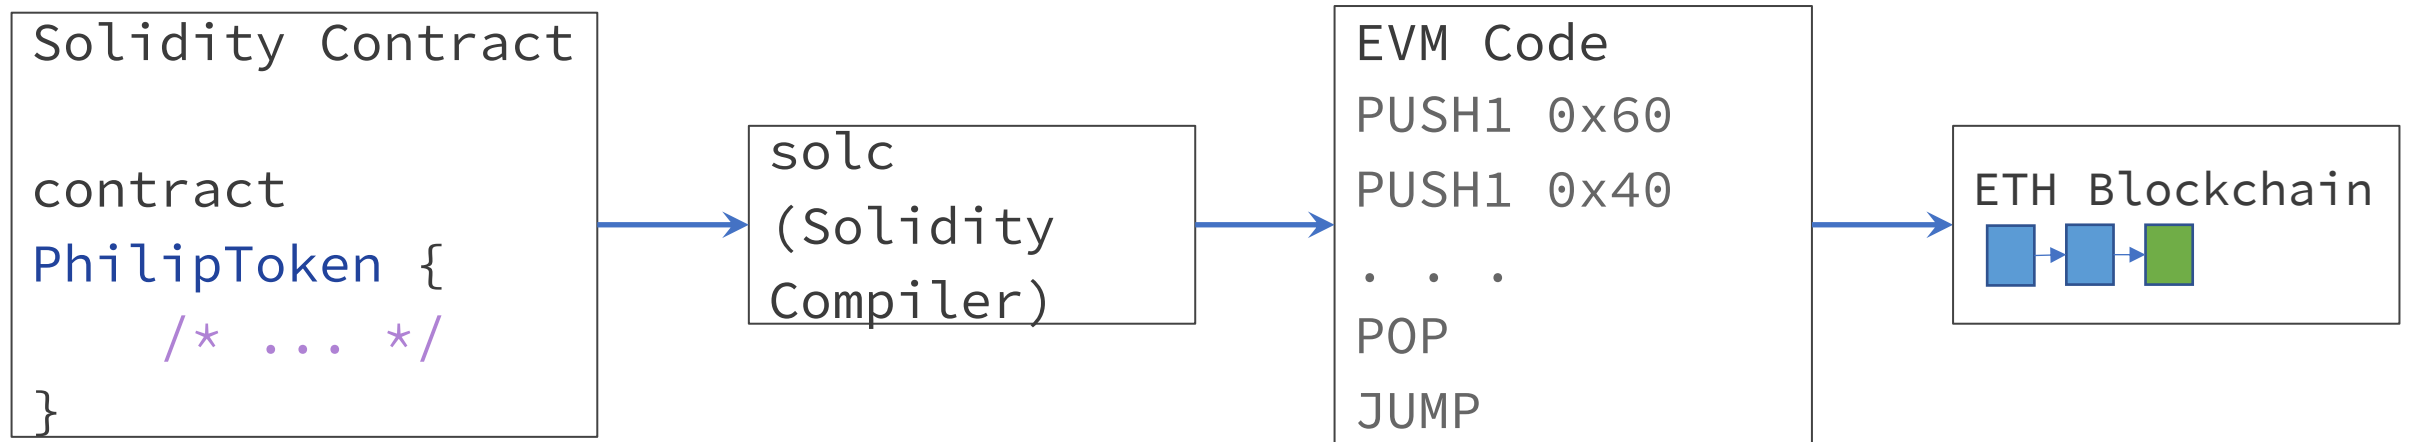 Solidity Contract
contract
PhilipToken {
/* ... */
}
solc
(Solidity
Compiler)
EVM Code
PUSH1 0x60
PUSH1 0x40
. . .
POP
JUMP
ETH Blockchain